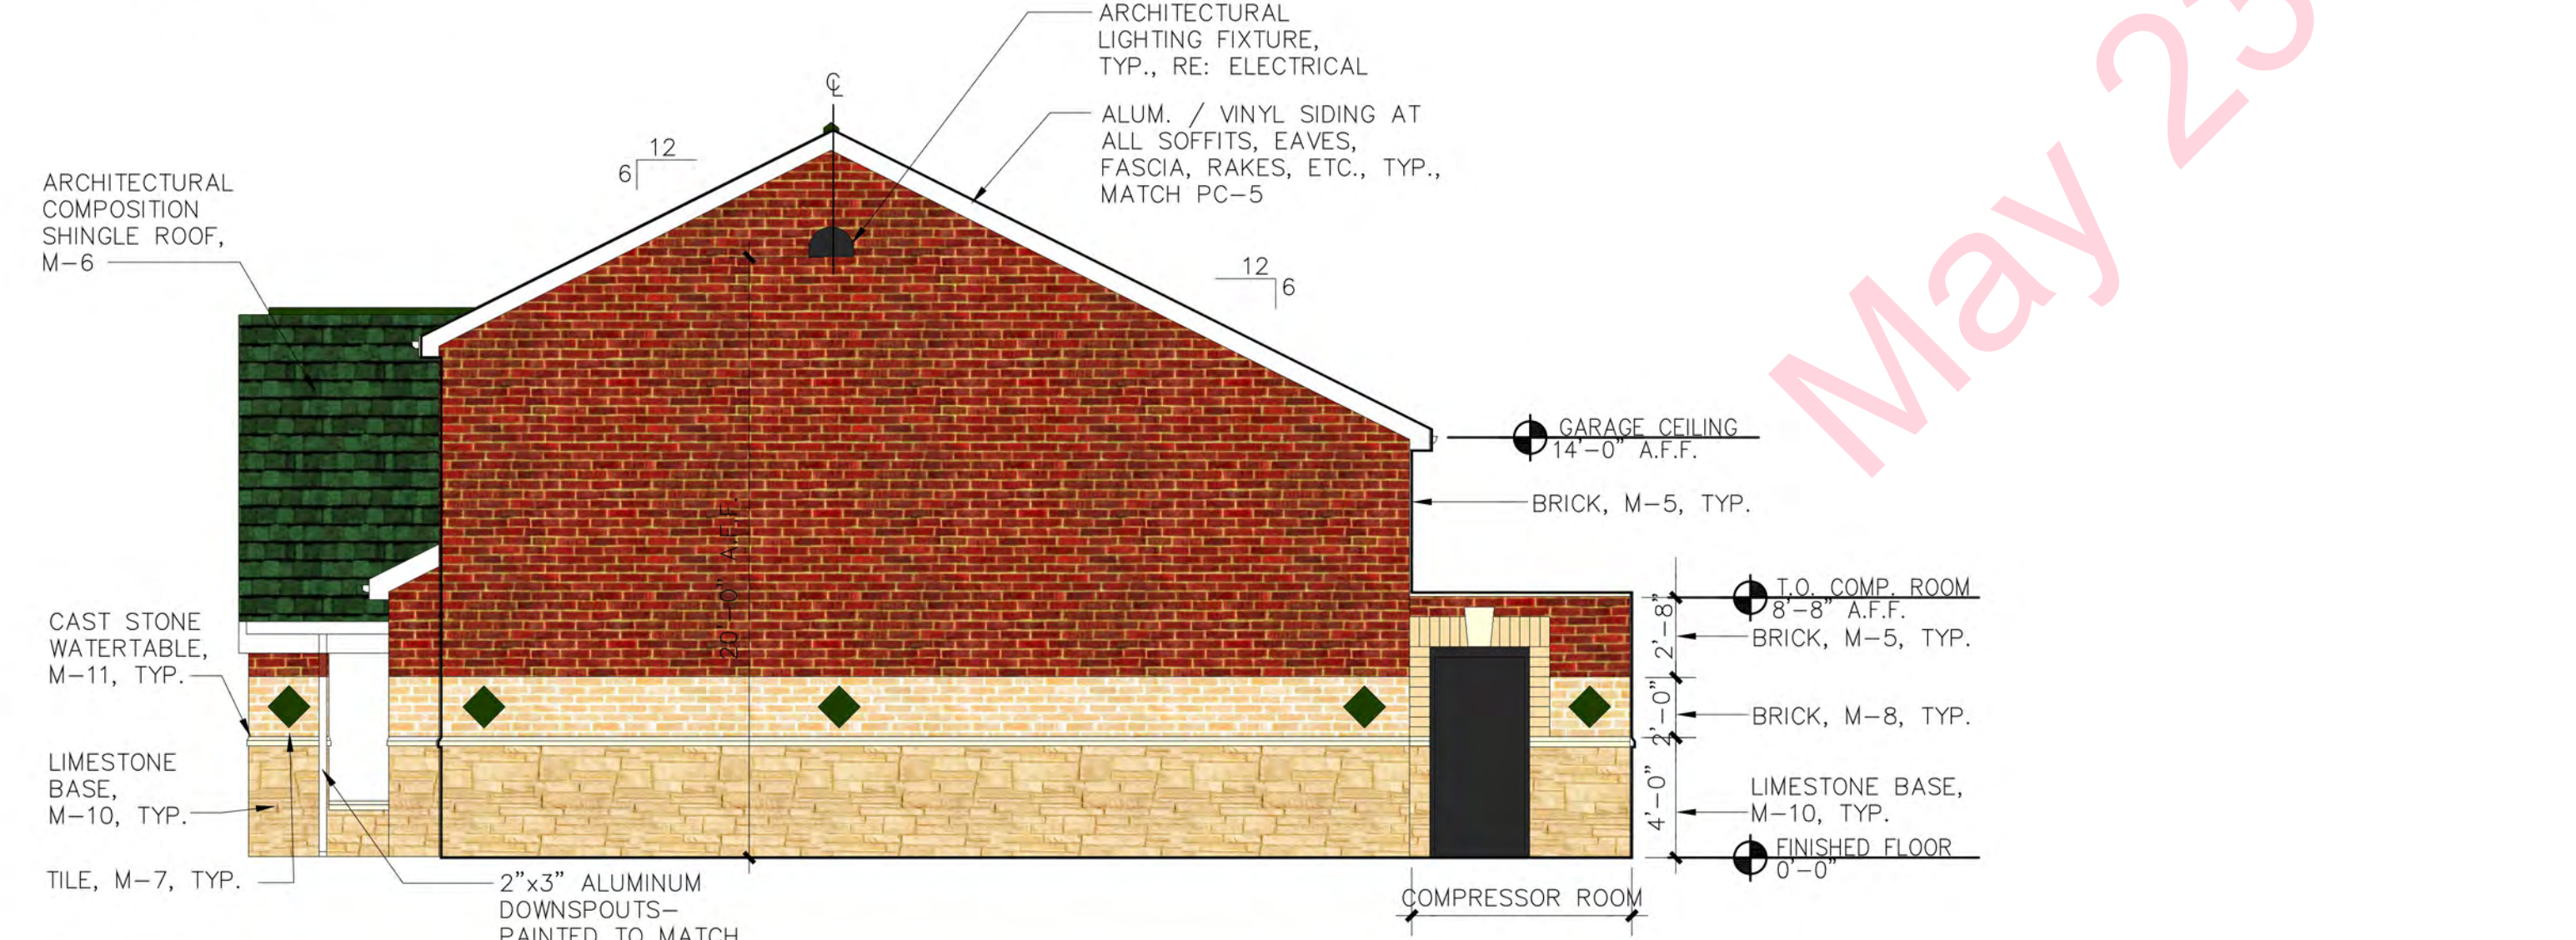 ARCHITECTURAL
LIGHTING FIXTURE,
TYP., RE: ELECTRICAL
ALUM. / VINYL SIDING AT
ALL SOFFITS, EAVES,
FASCIA, RAKES, ETC., TYP.,
MATCH PC-5
℄
12
6
12
6
ARCHITECTURAL
COMPOSITION
SHINGLE ROOF,
M-6
GARAGE CEILING
14'-0" A.F.F.
BRICK, M-5, TYP.
20'-0" A.F.F.
T.O. COMP. ROOM
8'-8" A.F.F.
2'-8"
BRICK, M-5, TYP.
2'-0"
BRICK, M-8, TYP.
4'-0"
LIMESTONE BASE,
M-10, TYP.
FINISHED FLOOR
0'-0"
COMPRESSOR ROOM
CAST STONE
WATERTABLE,
M-11, TYP.
LIMESTONE
BASE,
M-10, TYP.
TILE, M-7, TYP.
2"x3" ALUMINUM
DOWNSPOUTS-
PAINTED TO MATCH
May 23